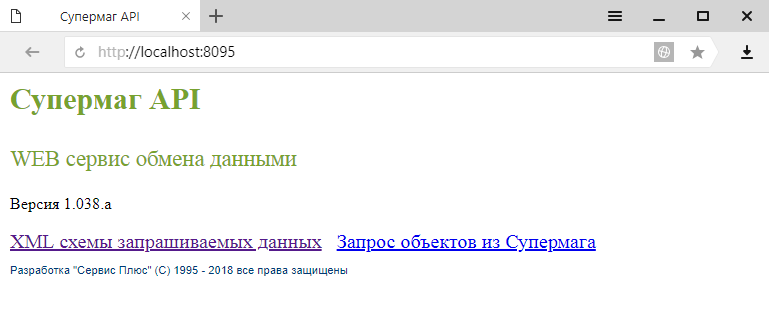 Супермаг API
http://localhost:8095
Супермаг API
WEB сервис обмена данными
Версия 1.038.а
XML схемы запрашиваемых данных Запрос объектов из Супермага
Разработка "Сервис Плюс" (C) 1995 - 2018 все права защищены